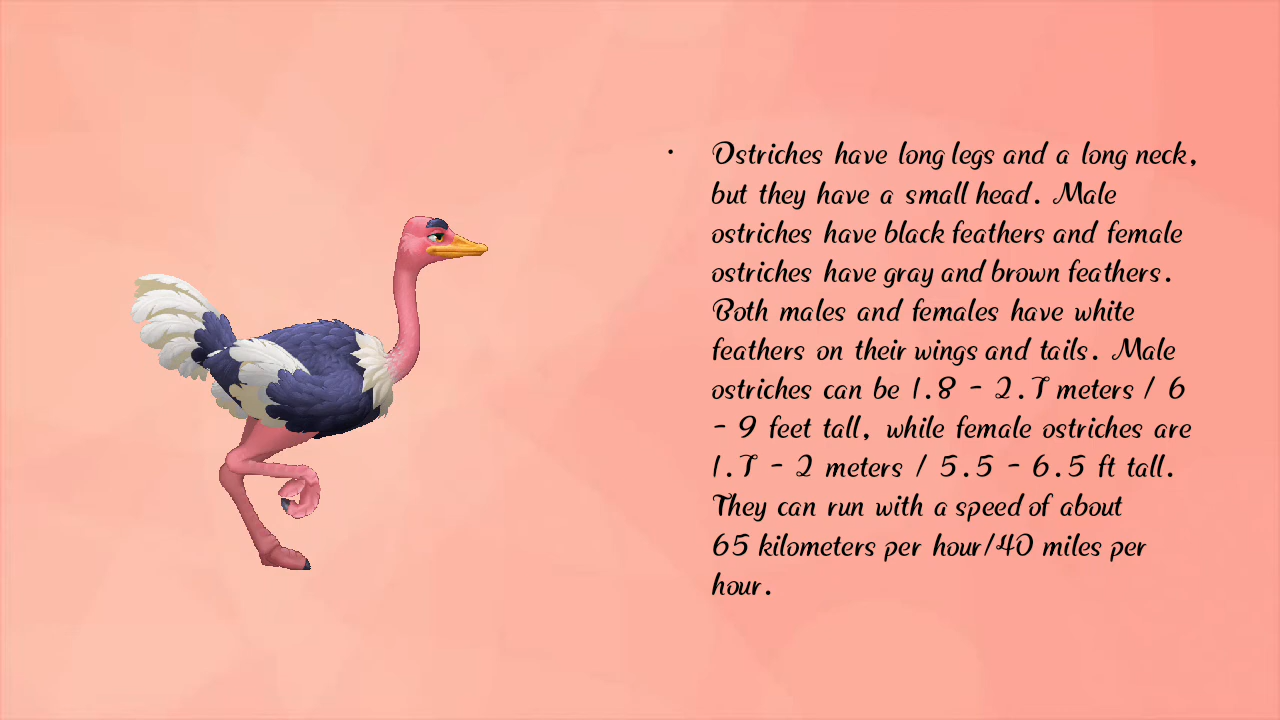 • Ostriches have long legs and a long neck,
but they have a small head. Male
ostriches have black feathers and female
ostriches have gray and brown feathers.
Both males and females have white
feathers on their wings and tails. Male
ostriches can be 1.8 - 2.7 meters / 6
- 9 feet tall, while female ostriches are
1.7 - 2 meters / 5.5 - 6.5 ft tall.
They can run with a speed of about
65 kilometers per hour/40 miles per
hour.